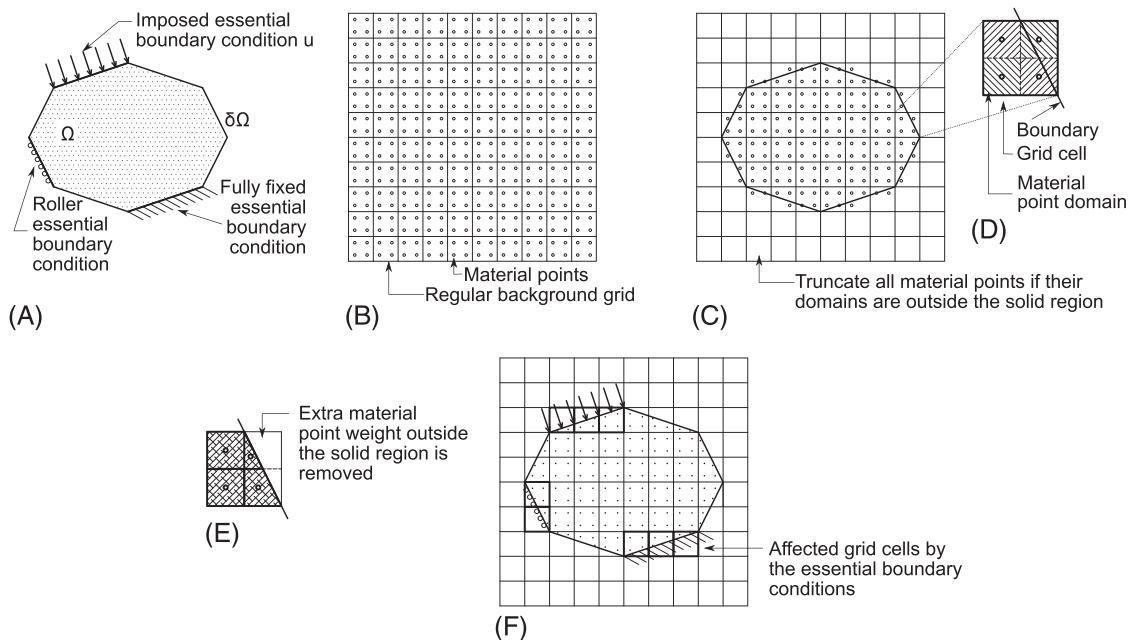 Imposed essential
boundary condition u
Ω
δΩ
Roller
essential
boundary
condition
Fully fixed
essential
boundary
condition
(A)
Material points
Regular background grid
(B)
Boundary
Grid cell
Material
point domain
(D)
Truncate all material points if their
domains are outside the solid region
(C)
Extra material
point weight outside
the solid region is
removed
(E)
Affected grid cells by
the essential boundary
conditions
(F)